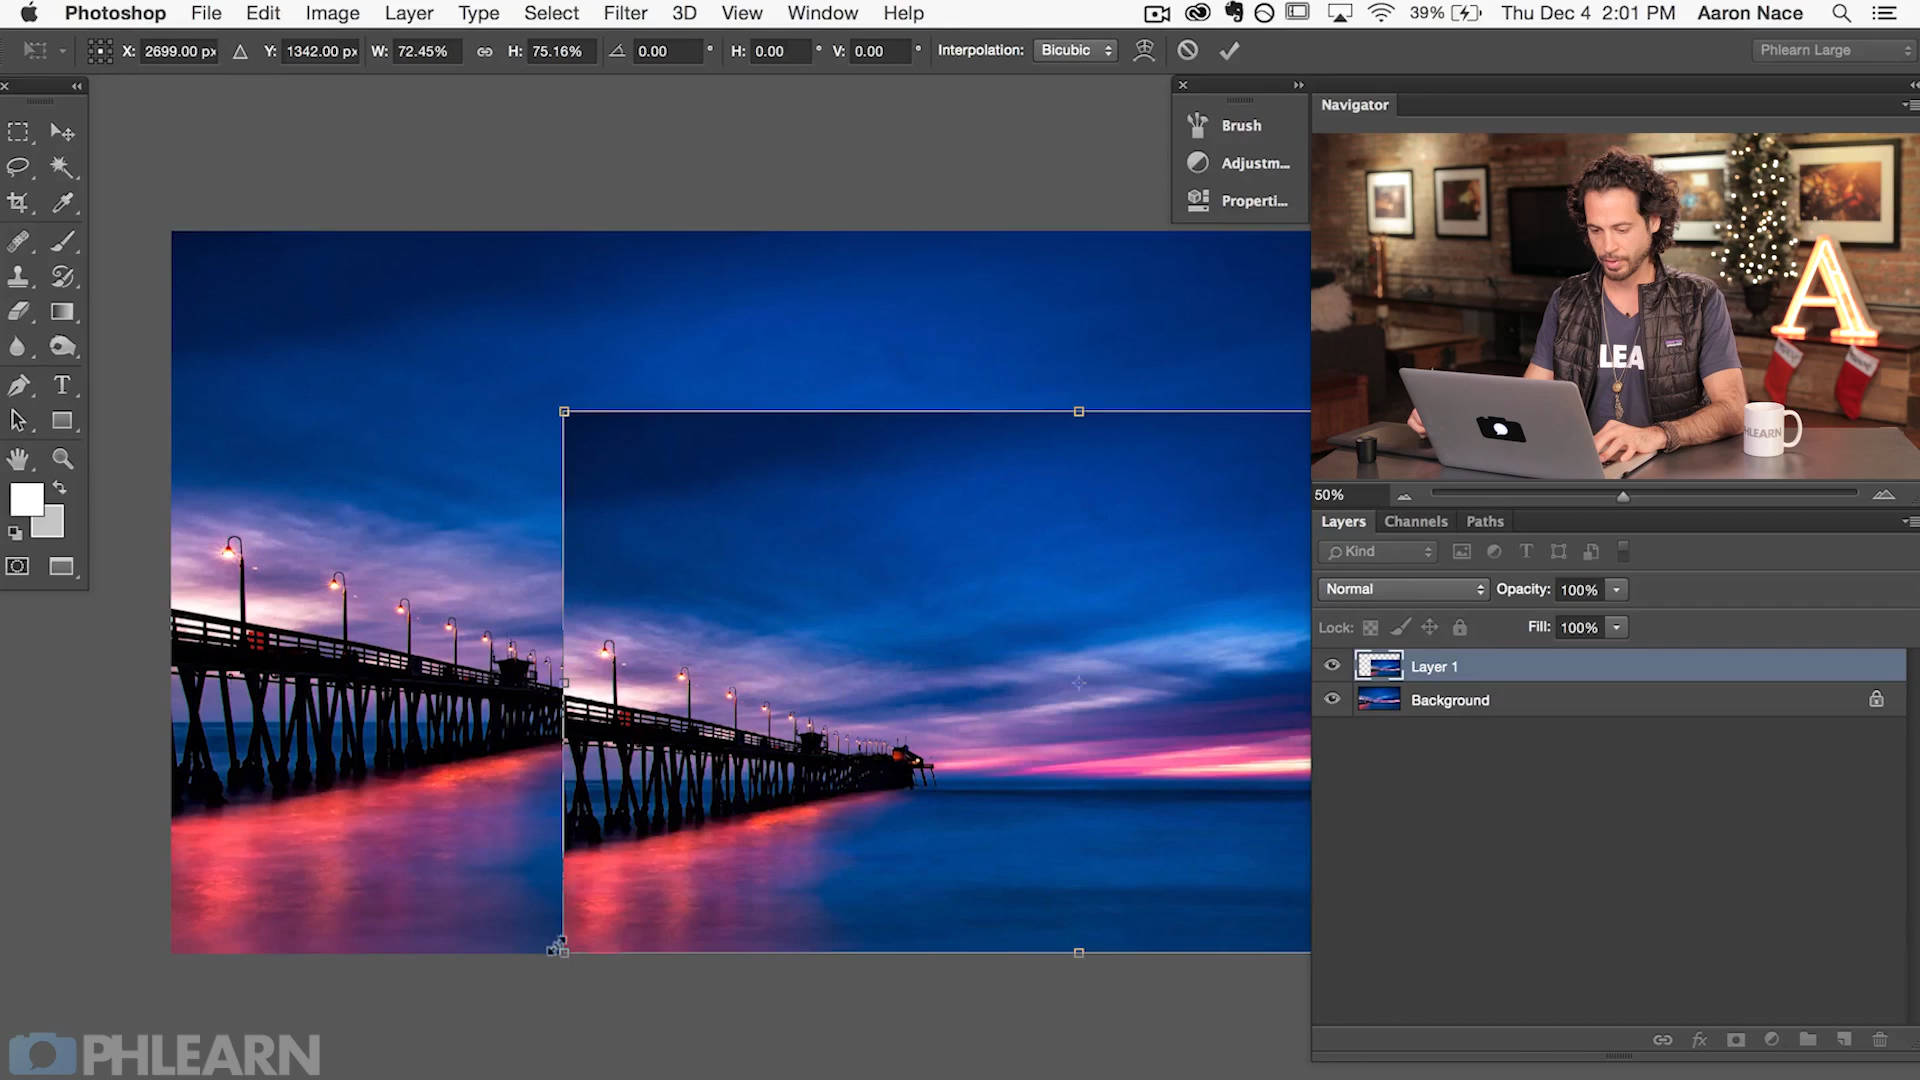 Photoshop File Edit Image Layer Type Select Filter 3D View Window Help 39% Thu Dec 4 2:01 PM Aaron Nace
X: 2699.00 px Y: 1342.00 px W: 72.45% H: 75.16% 0.00 ° H: 0.00 ° V: 0.00 ° Interpolation: Bicubic Phlearn Large
Navigator
Brush
Adjustm...
Properti...
A
LEA
PHLEARN
50%
Layers Channels Paths
Kind
Normal Opacity: 100%
Lock: Fill: 100%
Layer 1
Background
fx
PHLEARN